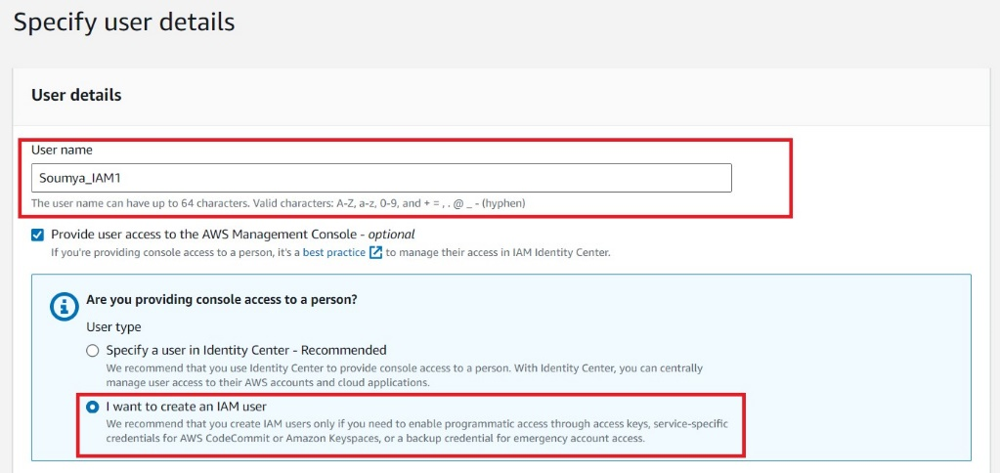 Specify user details
User details
User name
Soumya_IAM1
The user name can have up to 64 characters. Valid characters: A-Z, a-z, 0-9, and + = , . @ _ - (hyphen)
Provide user access to the AWS Management Console - optional
If you're providing console access to a person, it's a best practice to manage their access in IAM Identity Center.
Are you providing console access to a person?
User type
Specify a user in Identity Center - Recommended
We recommend that you use Identity Center to provide console access to a person. With Identity Center, you can centrally
manage user access to their AWS accounts and cloud applications.
I want to create an IAM user
We recommend that you create IAM users only if you need to enable programmatic access through access keys, service-specific
credentials for AWS CodeCommit or Amazon Keyspaces, or a backup credential for emergency account access.